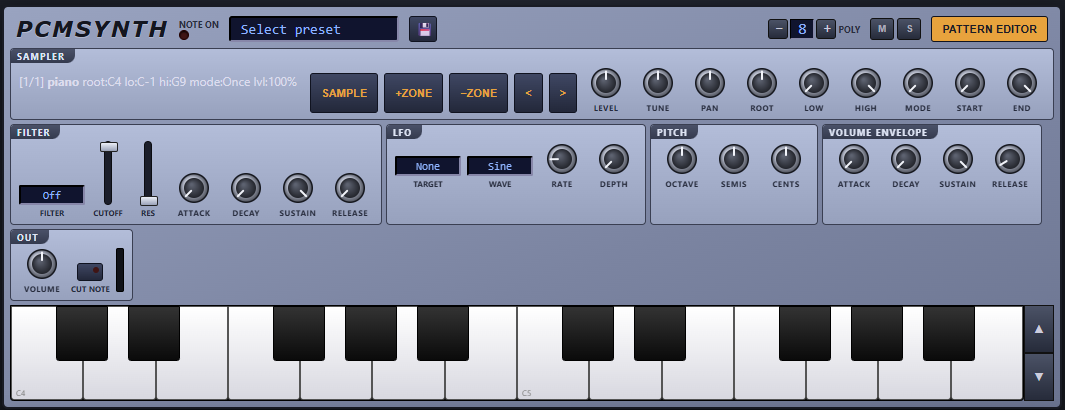 PCMSYNTH NOTE ON Select preset − 8 + POLY M S PATTERN EDITOR
SAMPLER
[1/1] piano root:C4 lo:C-1 hi:G9 mode:Once lvl:100% SAMPLE +ZONE −ZONE < >
LEVEL TUNE PAN ROOT LOW HIGH MODE START END
FILTER
Off
FILTER CUTOFF RES ATTACK DECAY SUSTAIN RELEASE
LFO
None Sine
TARGET WAVE RATE DEPTH
PITCH
OCTAVE SEMIS CENTS
VOLUME ENVELOPE
ATTACK DECAY SUSTAIN RELEASE
OUT
VOLUME CUT NOTE
C4 C5
▲
▼